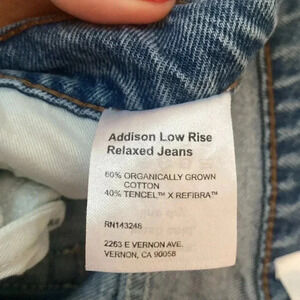 Addison Low Rise
Relaxed Jeans
60% ORGANICALLY GROWN
COTTON
40% TENCEL™ X REFIBRA™
RN143248
2263 E VERNON AVE.
VERNON, CA 90058